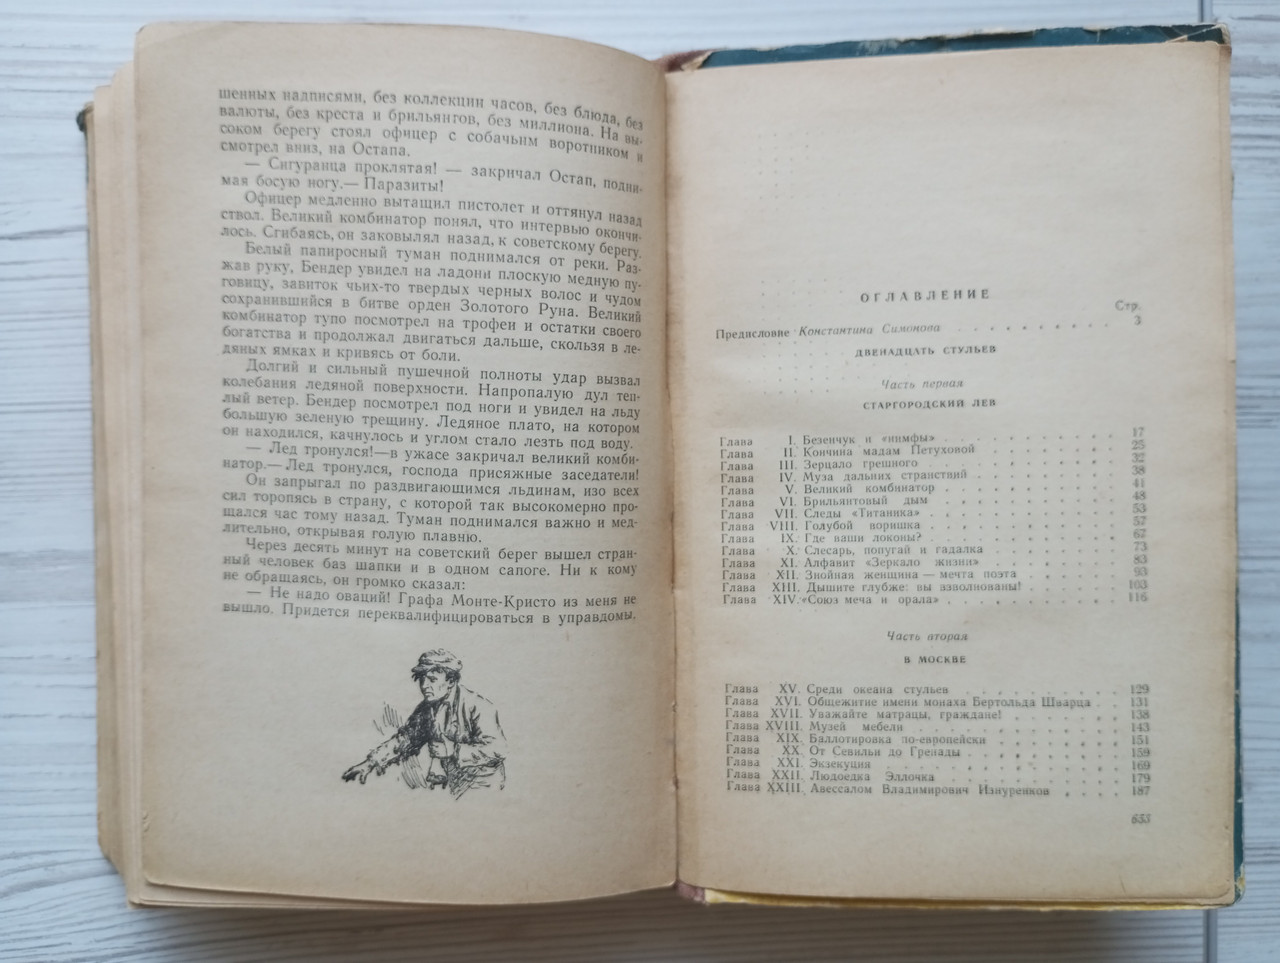 шенных надписями, без коллекции часов, без блюда, без
валюты, без креста и брильянтов, без миллиона. На вы-
соком берегу стоял офицер с собачьим воротником и
смотрел вниз, на Остапа.
— Сигуранца проклятая! — закричал Остап, подни-
мая босую ногу.— Паразиты!
Офицер медленно вытащил пистолет и оттянул назад
ствол. Великий комбинатор понял, что интервью окончи-
лось. Сгибаясь, он заковылял назад, к советскому берегу.
Белый папиросный туман поднимался от реки. Раз-
жав руку, Бендер увидел на ладони плоскую медную пу-
говицу, завиток чьих-то твердых черных волос и чудом
сохранившийся в битве орден Золотого Руна. Великий
комбинатор тупо посмотрел на трофеи и остатки своего
богатства и продолжал двигаться дальше, скользя в ле-
дяных ямках и кривясь от боли.
Долгий и сильный пушечной полноты удар вызвал
колебания ледяной поверхности. Напропалую дул теп-
лый ветер. Бендер посмотрел под ноги и увидел на льду
большую зеленую трещину. Ледяное плато, на котором
он находился, качнулось и углом стало лезть под воду.
— Лед тронулся!—в ужасе закричал великий комби-
натор.— Лед тронулся, господа присяжные заседатели!
Он запрыгал по раздвигающимся льдинам, изо всех
сил торопясь в страну, с которой так высокомерно про-
щался час тому назад. Туман поднимался важно и мед-
лительно, открывая голую плавню.
Через десять минут на советский берег вышел стран-
ный человек баз шапки и в одном сапоге. Ни к кому
не обращаясь, он громко сказал:
— Не надо оваций! Графа Монте-Кристо из меня не
вышло. Придется переквалифицироваться в управдомы.
ОГЛАВЛЕНИЕ
Стр.
Предисловие Константина Симонова . . . . . . . . . . 3
ДВЕНАДЦАТЬ СТУЛЬЕВ
Часть первая
СТАРГОРОДСКИЙ ЛЕВ
Глава I. Безенчук и «нимфы» . . . . . . . . . . 17
Глава II. Кончина мадам Петуховой . . . . . . . . 25
Глава III. Зерцало грешного . . . . . . . . . . 32
Глава IV. Муза дальних странствий . . . . . . . . 38
Глава V. Великий комбинатор . . . . . . . . . . 41
Глава VI. Брильянтовый дым . . . . . . . . . . 48
Глава VII. Следы «Титаника» . . . . . . . . . . 53
Глава VIII. Голубой воришка . . . . . . . . . . 57
Глава IX. Где ваши локоны? . . . . . . . . . . 67
Глава X. Слесарь, попугай и гадалка . . . . . . . 73
Глава XI. Алфавит «Зеркало жизни» . . . . . . . . 83
Глава XII. Знойная женщина — мечта поэта . . . . . . 93
Глава XIII. Дышите глубже: вы взволнованы! . . . . . . 103
Глава XIV. «Союз меча и орала» . . . . . . . . . 116
Часть вторая
В МОСКВЕ
Глава XV. Среди океана стульев . . . . . . . . . 129
Глава XVI. Общежитие имени монаха Бертольда Шварца . . 131
Глава XVII. Уважайте матрацы, граждане! . . . . . . . 138
Глава XVIII. Музей мебели . . . . . . . . . . 143
Глава XIX. Баллотировка по-европейски . . . . . . . 151
Глава XX. От Севильи до Гренады . . . . . . . . 159
Глава XXI. Экзекуция . . . . . . . . . . 169
Глава XXII. Людоедка Эллочка . . . . . . . . . 179
Глава XXIII. Авессалом Владимирович Изнуренков . . . . 187
653